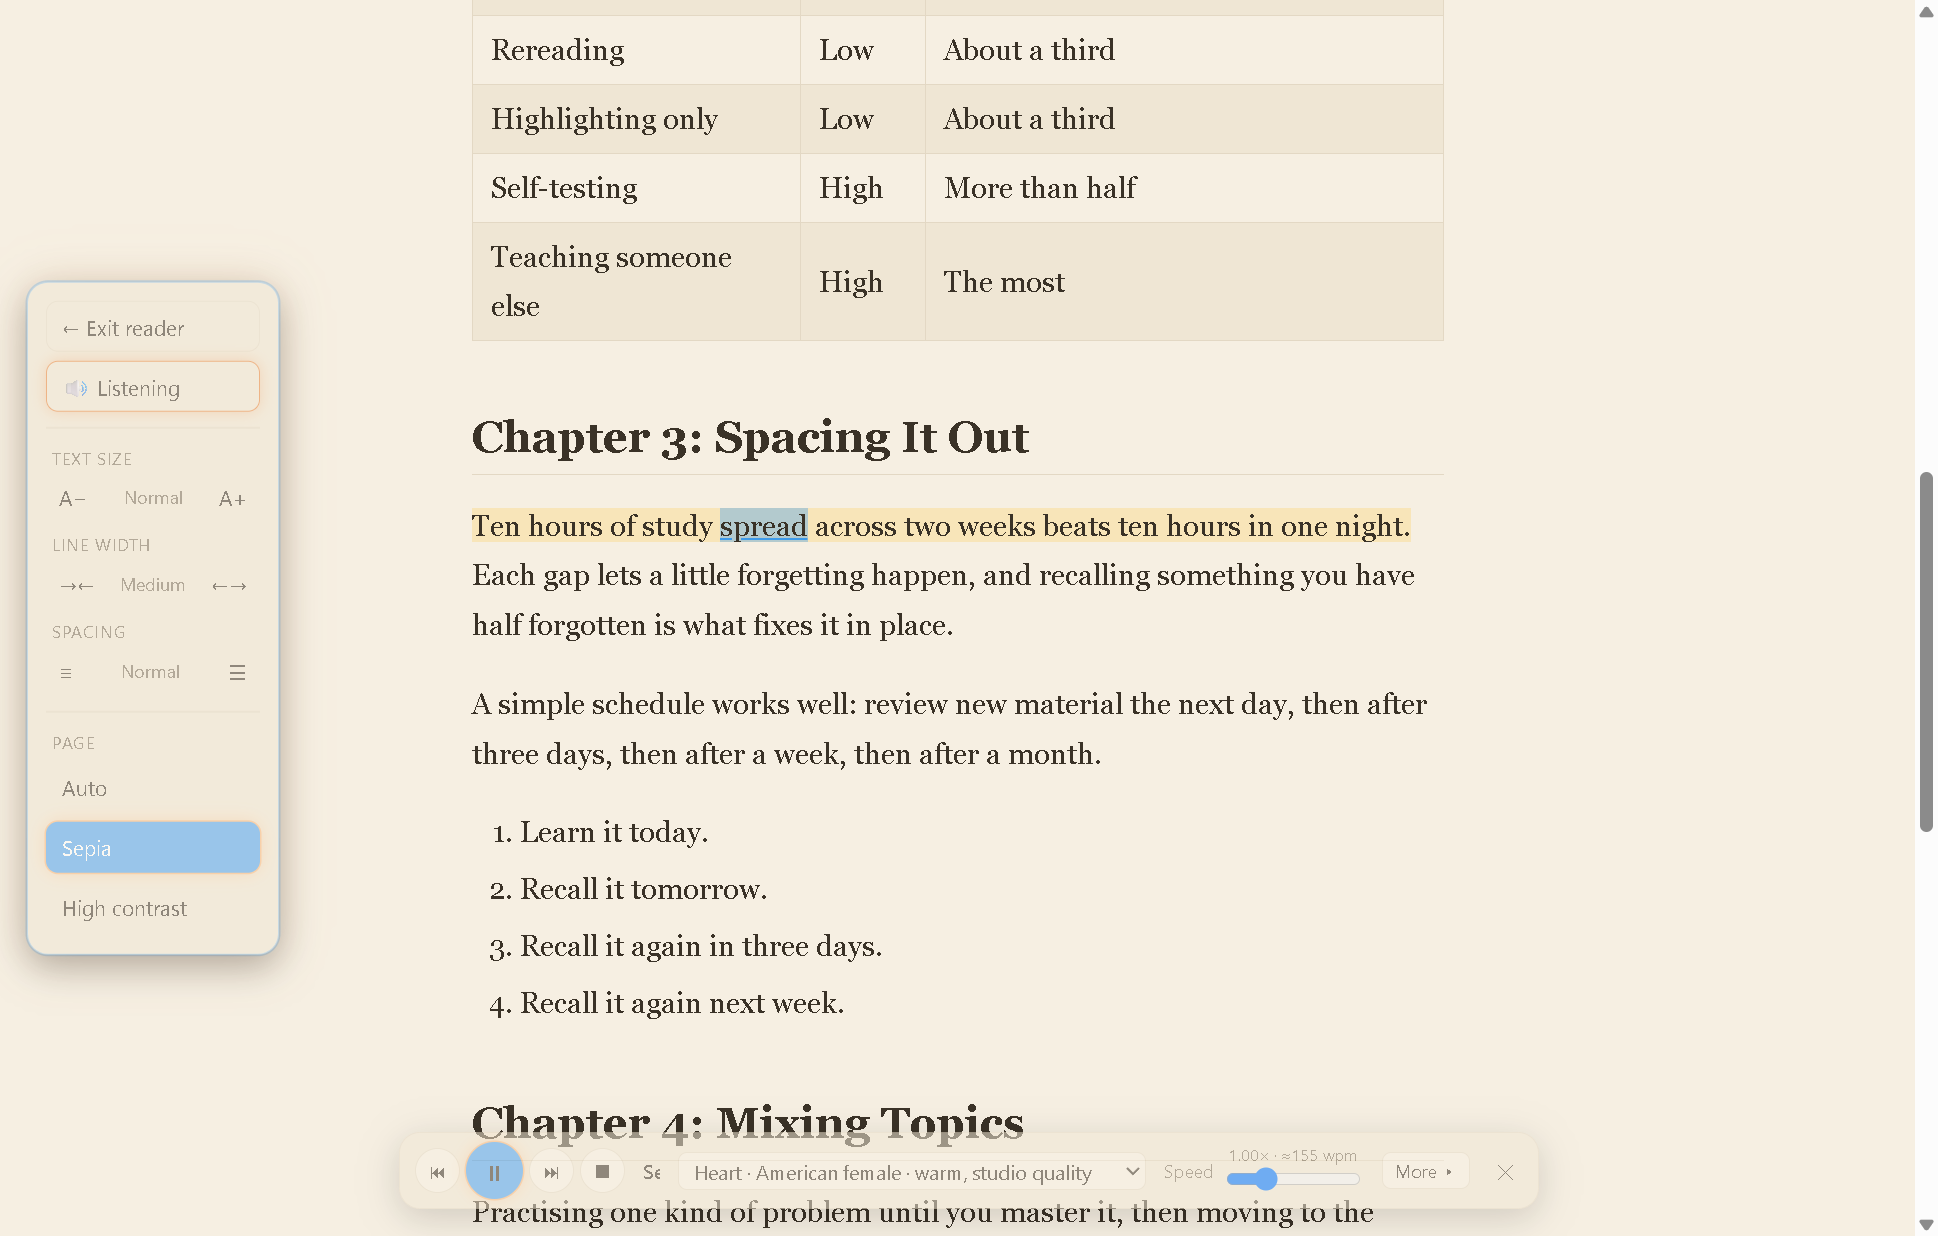 Rereading Low About a third
Highlighting only Low About a third
Self-testing High More than half
Teaching someone
else
High The most
← Exit reader
Listening
TEXT SIZE
A− Normal A+
LINE WIDTH
→← Medium ←→
SPACING
Normal
PAGE
Auto
Sepia
High contrast
Chapter 3: Spacing It Out
Ten hours of study spread across two weeks beats ten hours in one night.
Each gap lets a little forgetting happen, and recalling something you have
half forgotten is what fixes it in place.
A simple schedule works well: review new material the next day, then after
three days, then after a week, then after a month.
1. Learn it today.
2. Recall it tomorrow.
3. Recall it again in three days.
4. Recall it again next week.
Chapter 4: Mixing Topics
Heart · American female · warm, studio quality
Speed
1.00× · ≈155 wpm
More
Practising one kind of problem until you master it, then moving to the